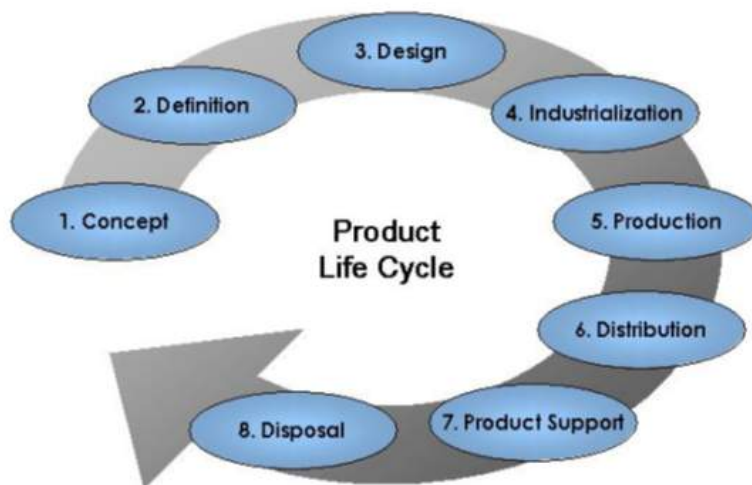 3. Design
2. Definition
4. Industrialization
1. Concept
5. Production
Product
Life Cycle
6. Distribution
7. Product Support
8. Disposal